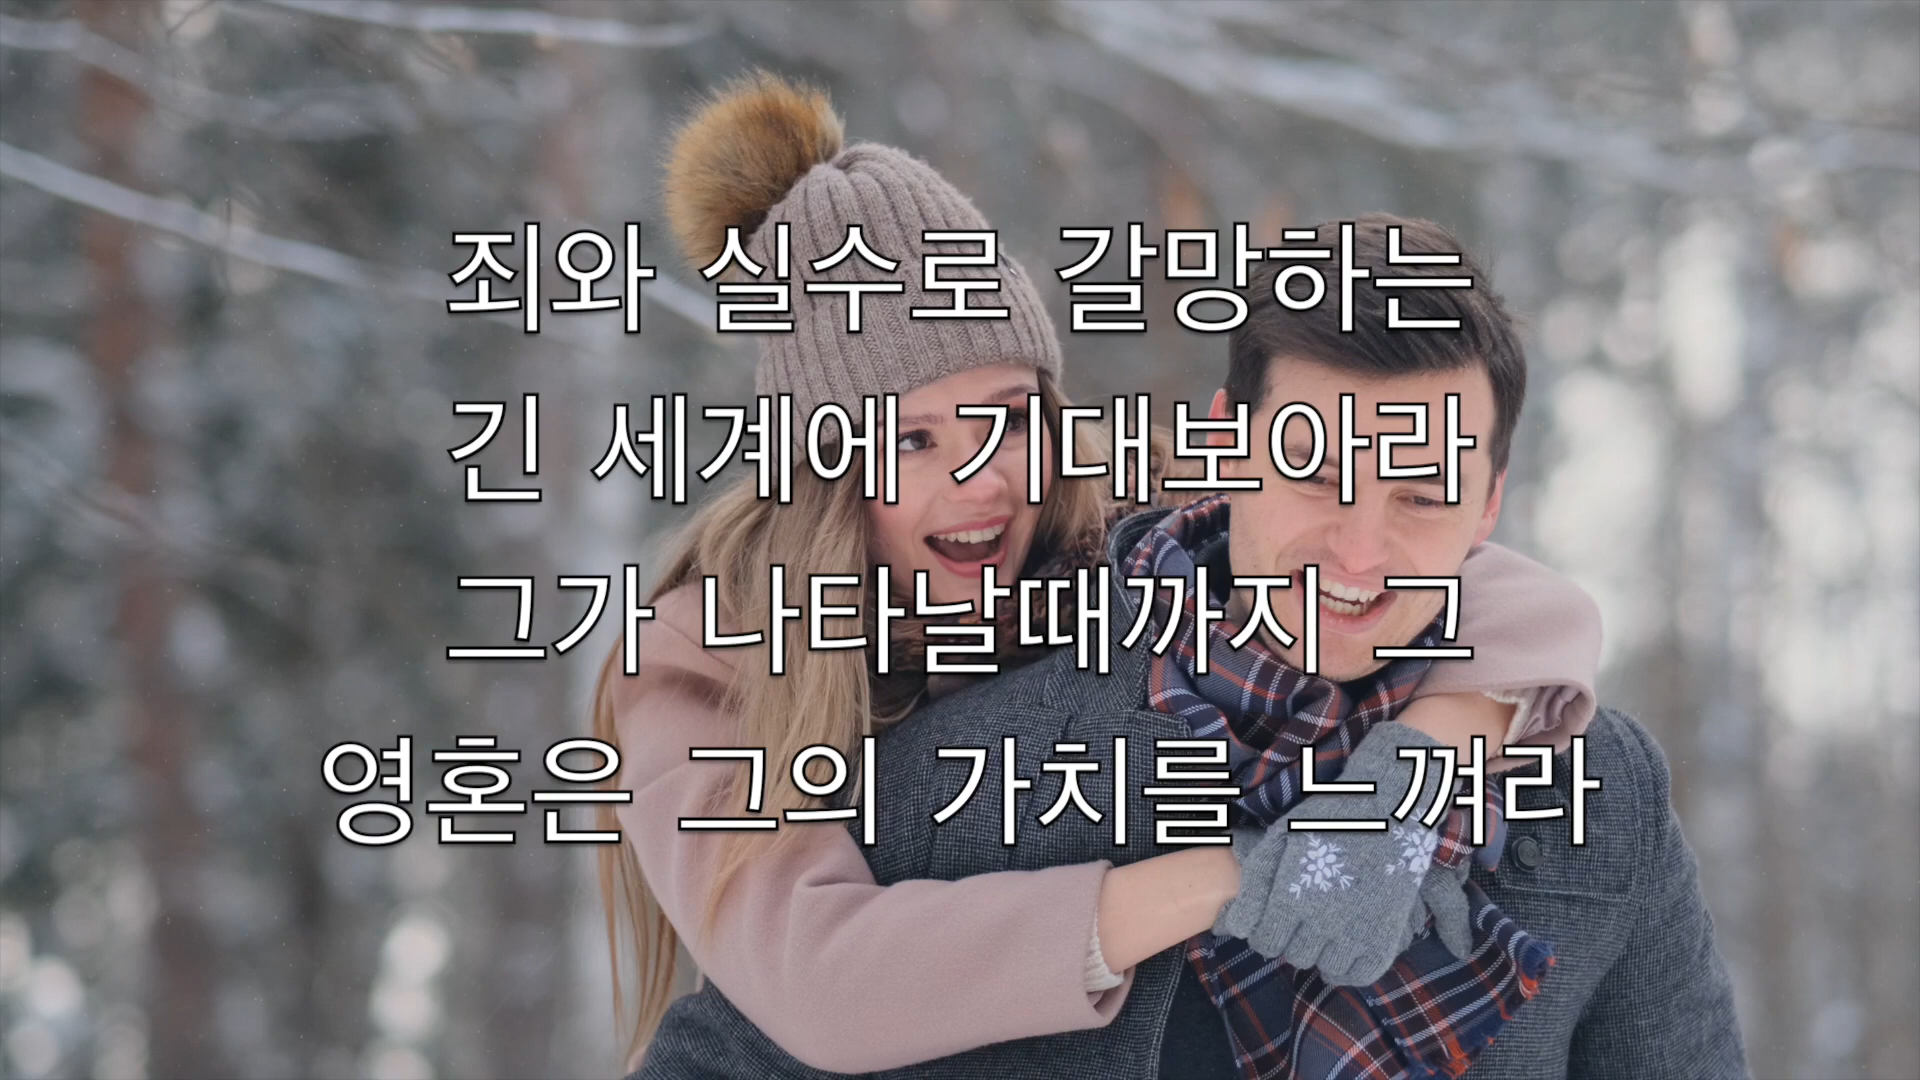 죄와 실수로 갈망하는
긴 세계에 기대보아라
그가 나타날때까지 그
영혼은 그의 가치를 느껴라